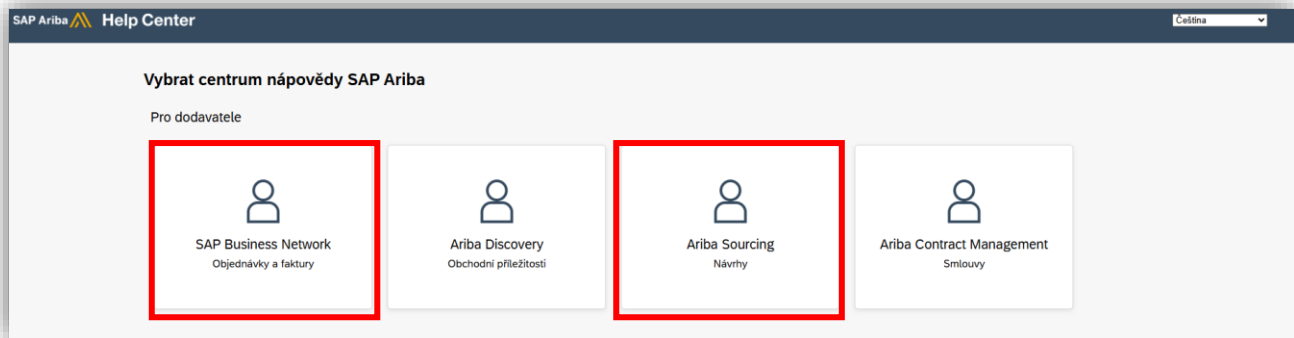 SAP Ariba Help Center
Čeština
Vybrat centrum nápovědy SAP Ariba
Pro dodavatele
SAP Business Network
Objednávky a faktury
Ariba Discovery
Obchodní příležitosti
Ariba Sourcing
Návrhy
Ariba Contract Management
Smlouvy